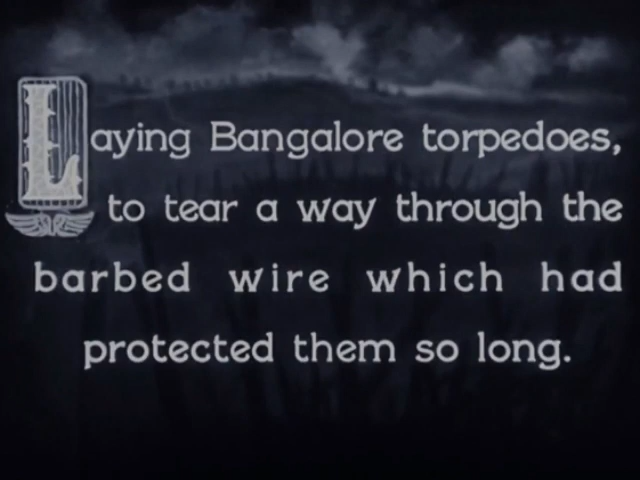 Laying Bangalore torpedoes,
to tear a way through the
barbed wire which had
protected them so long.